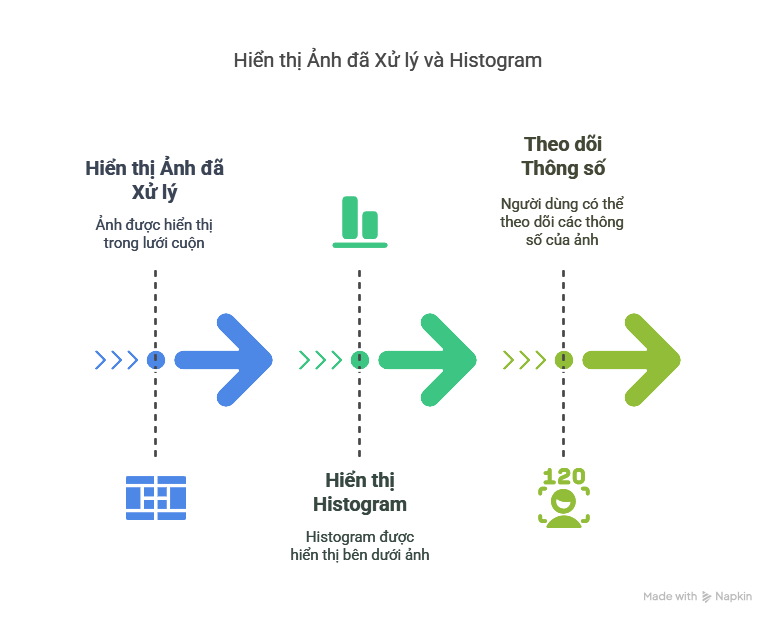 Hiển thị Ảnh đã Xử lý và Histogram
Hiển thị Ảnh đã
Xử lý
Ảnh được hiển thị
trong lưới cuộn
Hiển thị
Histogram
Histogram được
hiển thị bên dưới ảnh
Theo dõi
Thông số
Người dùng có thể
theo dõi các thông
số của ảnh
120
Made with Napkin